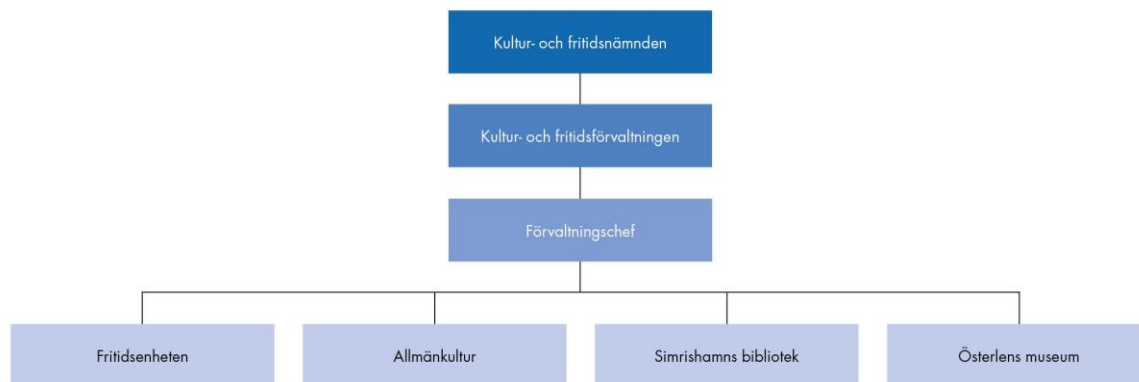 Kultur- och fritidsnämnden
Kultur- och fritidsförvaltningen
Förvaltningschef
Fritidsenheten
Allmänkultur
Simrishamns bibliotek
Österlens museum